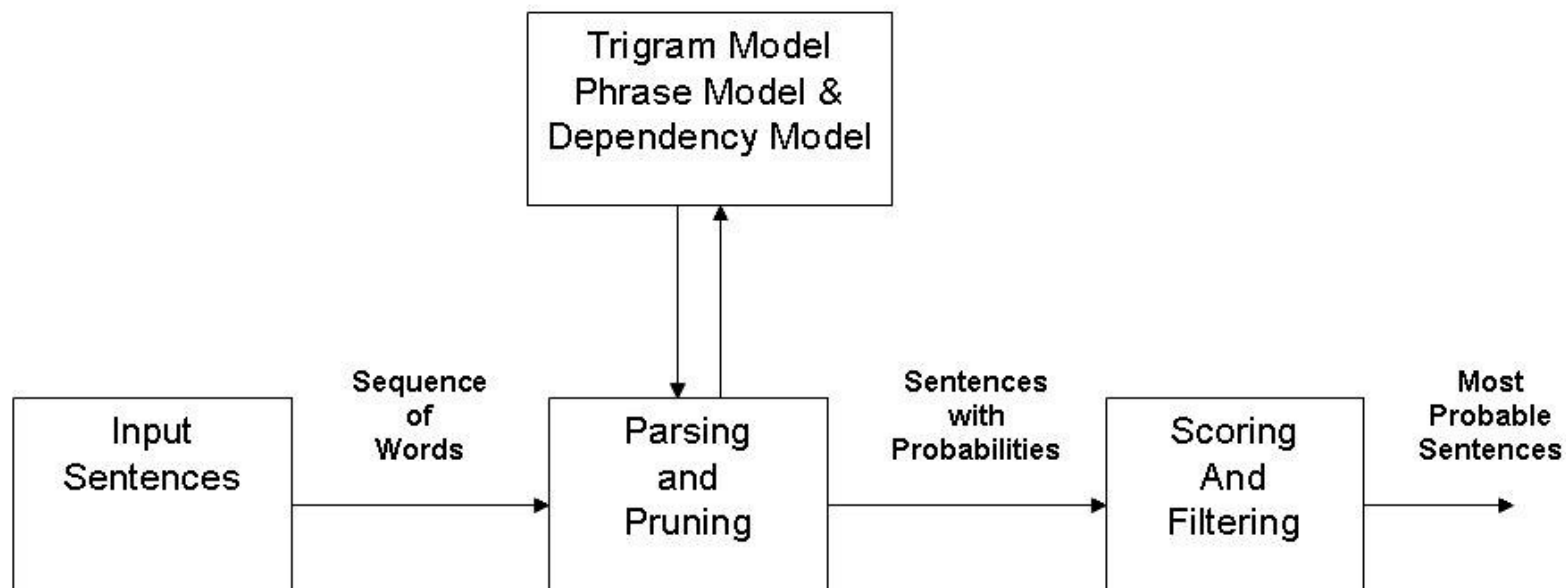 Trigram Model
Phrase Model &
Dependency Model
Input
Sentences
Sequence
of
Words
Parsing
and
Pruning
Sentences
with
Probabilities
Scoring
And
Filtering
Most
Probable
Sentences